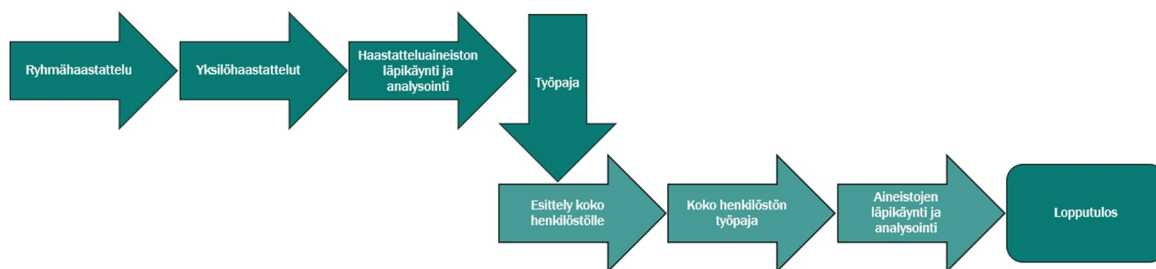 Ryhmähaastattelu
Yksilöhaastattelut
Haastatteluaineiston
läpikäynti ja
analysointi
Työpaja
Esittely koko
henkilöstölle
Koko henkilöstön
työpaja
Aineistojen
läpikäynti ja
analysointi
Lopputulos